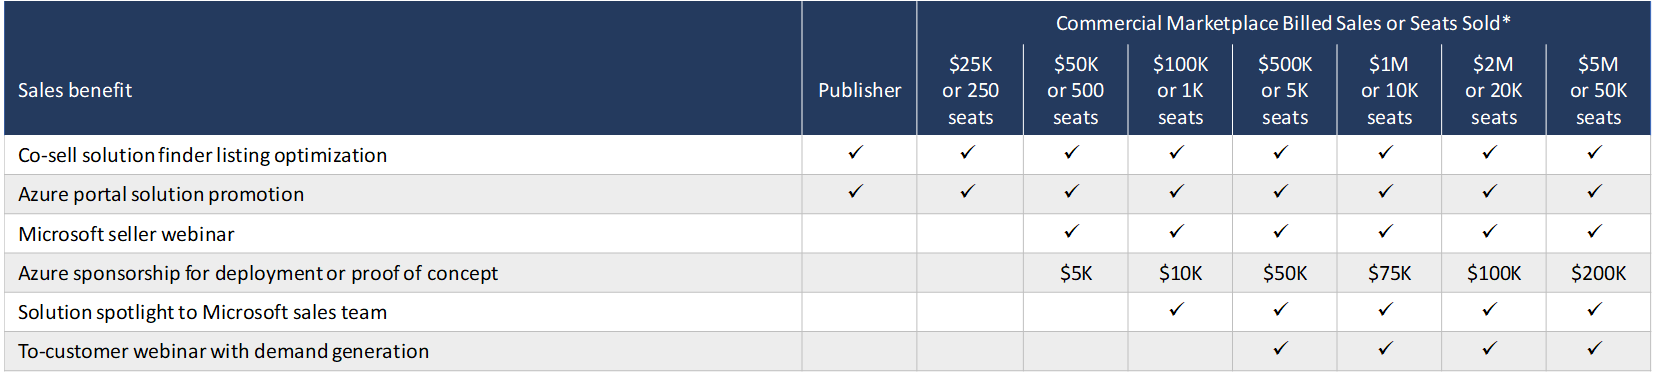 Commercial Marketplace Billed Sales or Seats Sold*
Sales benefit Publisher $25K or 250 seats $50K or 500 seats $100K or 1K seats $500K or 5K seats $1M or 10K seats $2M or 20K seats $5M or 50K seats
Co-sell solution finder listing optimization ✓ ✓ ✓ ✓ ✓ ✓ ✓ ✓
Azure portal solution promotion ✓ ✓ ✓ ✓ ✓ ✓ ✓ ✓
Microsoft seller webinar ✓ ✓ ✓ ✓ ✓ ✓
Azure sponsorship for deployment or proof of concept $5K $10K $50K $75K $100K $200K
Solution spotlight to Microsoft sales team ✓ ✓ ✓ ✓ ✓
To-customer webinar with demand generation ✓ ✓ ✓ ✓